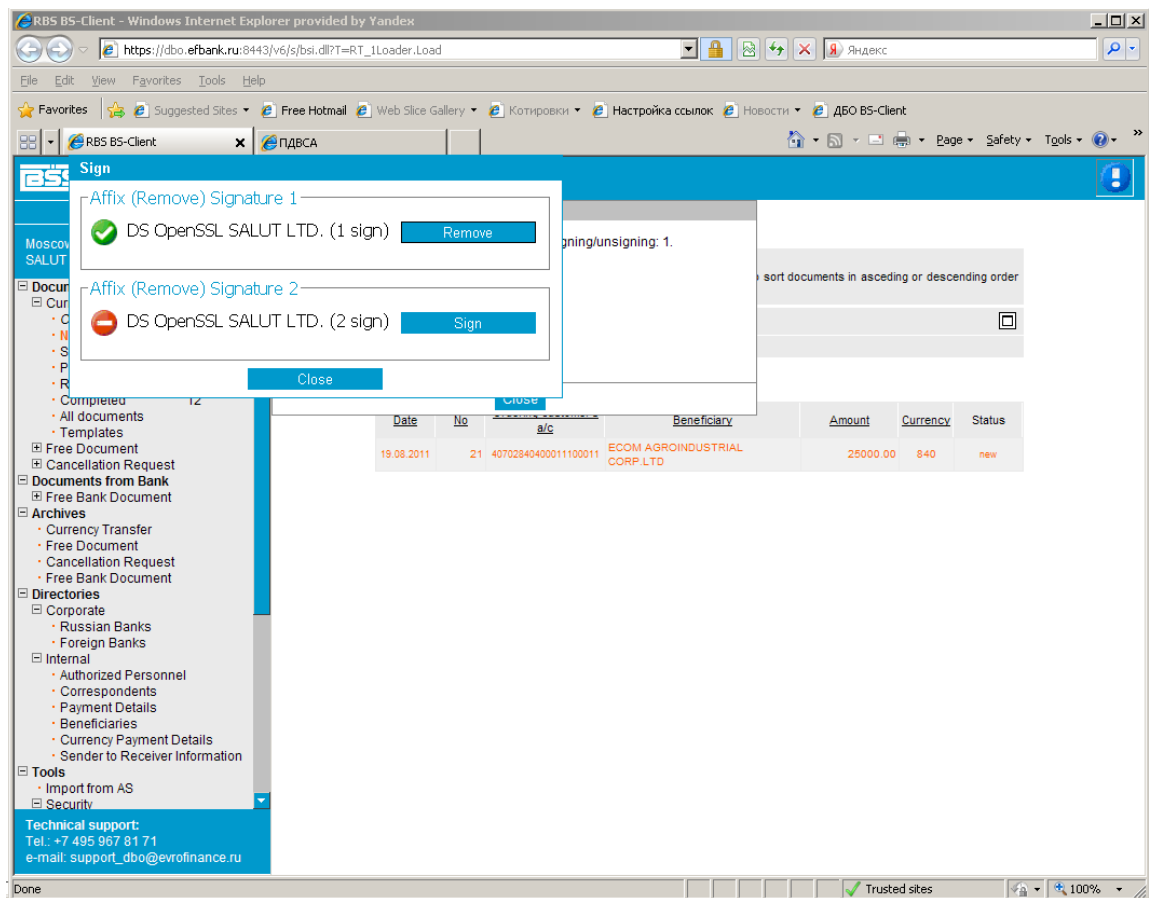 RBS BS-Client - Windows Internet Explorer provided by Yandex
https://dbo.efbank.ru:8443/v6/s/bsi.dll?T=RT_1Loader.Load
Яндекс
File Edit View Favorites Tools Help
Favorites Suggested Sites Free Hotmail Web Slice Gallery Котировки Настройка ссылок Новости ДБО BS-Client
RBS BS-Client ПДВСА Page Safety Tools
Sign
Affix (Remove) Signature 1
DS OpenSSL SALUT LTD. (1 sign) Remove
Affix (Remove) Signature 2
DS OpenSSL SALUT LTD. (2 sign) Sign
Close
gning/unsigning: 1.
Close
sort documents in asceding or descending order
Date No a/c Beneficiary Amount Currency Status
19.08.2011 21 40702840400011100011 ECOM AGROINDUSTRIAL CORP.LTD 25000.00 840 new
Moscow
SALUT
Docur
Cur
C
N
S
P
R
Completed 12
All documents
Templates
Free Document
Cancellation Request
Documents from Bank
Free Bank Document
Archives
Currency Transfer
Free Document
Cancellation Request
Free Bank Document
Directories
Corporate
Russian Banks
Foreign Banks
Internal
Authorized Personnel
Correspondents
Payment Details
Beneficiaries
Currency Payment Details
Sender to Receiver Information
Tools
Import from AS
Security
Technical support:
Tel.: +7 495 967 81 71
e-mail: support_dbo@evrofinance.ru
Done Trusted sites 100%